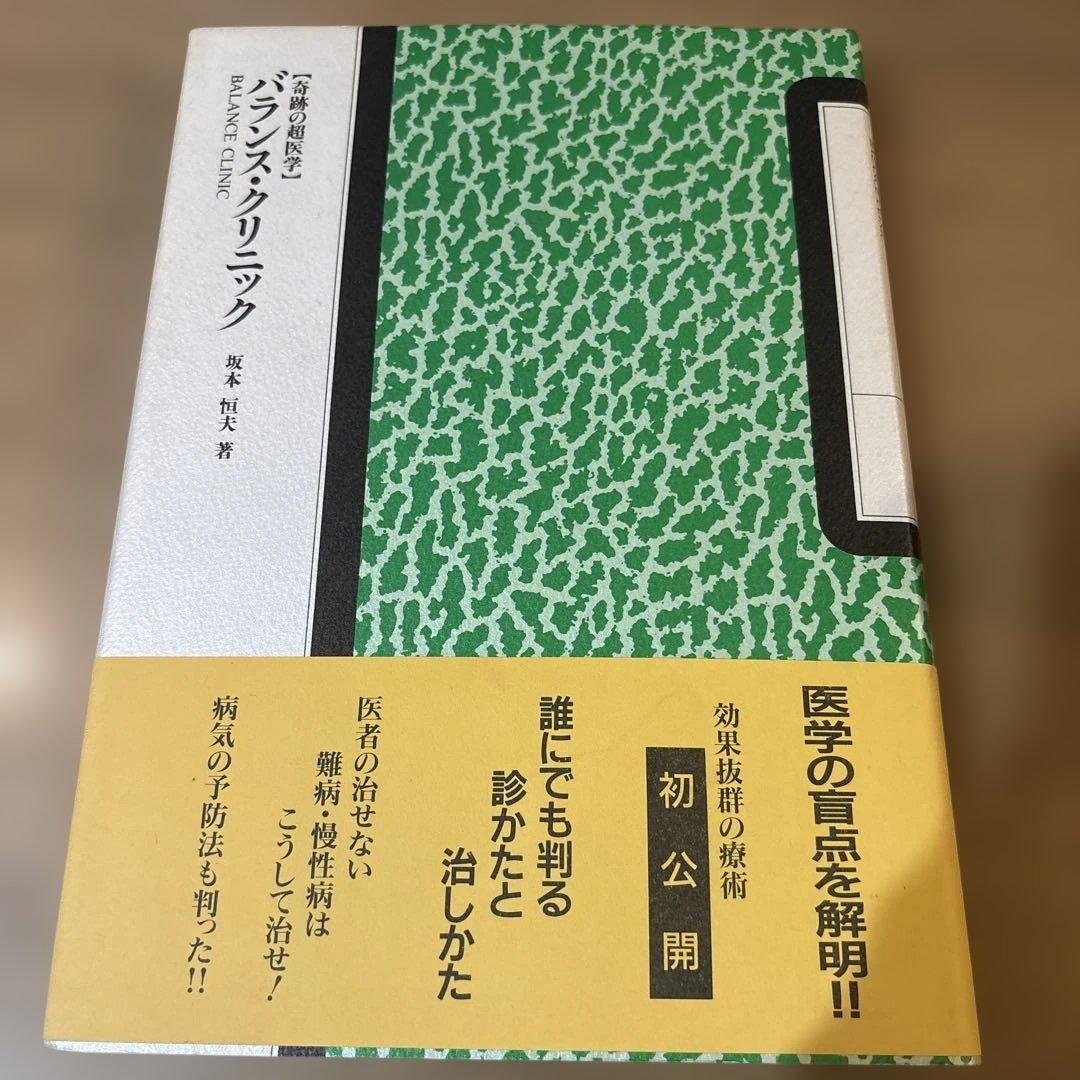 【奇跡の超医学】
バランス・クリニック
BALANCE CLINIC
坂本 恒夫 著
医学の盲点を解明!!
効果抜群の療術
初公開
誰にでも判る
診かたと
治しかた
医者の治せない
難病・慢性病は
こうして治せ!
病気の予防法も判った!!